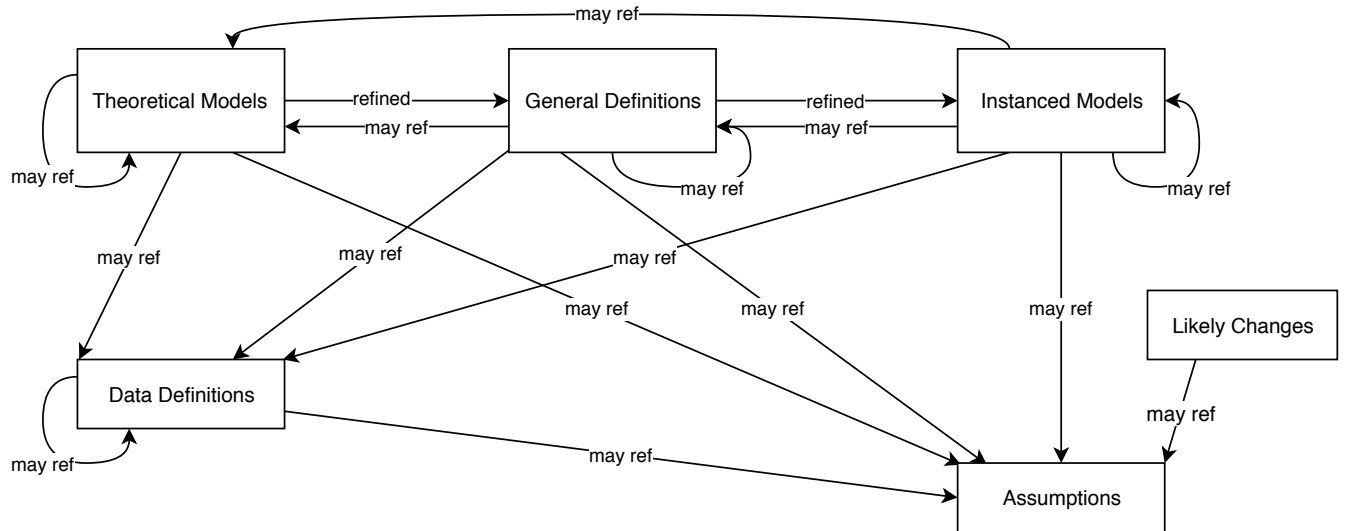 may ref
Theoretical Models
refined
General Definitions
refined
Instanced Models
may ref
may ref
may ref
may ref
may ref
may ref
may ref
may ref
may ref
may ref
may ref
may ref
Likely Changes
Data Definitions
may ref
may ref
may ref
Assumptions